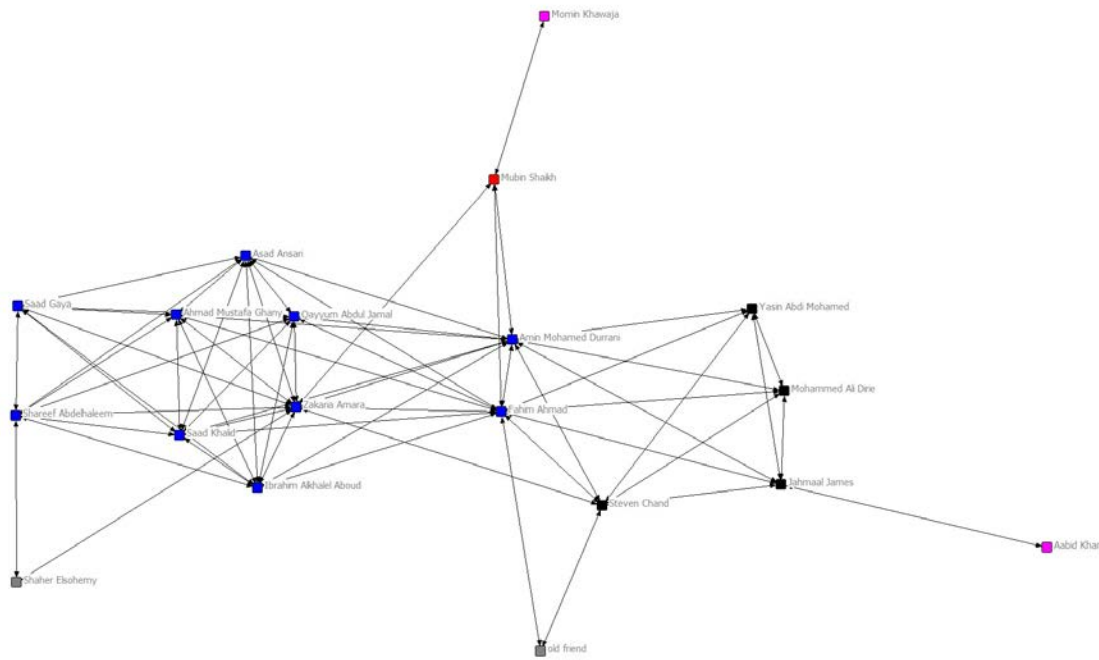 Momin Khawaja
Mubin Shaikh
Asad Ansari
Saad Gaya
Ahmad Mustafa Ghany
Qayyum Abdul Jamal
Yasin Abdi Mohamed
Amin Mohamed Durrani
Mohammed Ali Dirie
Shareef Abdelhaleem
Zakaria Amara
Fahim Ahmad
Saad Khalid
Ibrahim Alkhalel Aboud
Jahmaal James
Steven Chand
Aabid Khan
Shaher Elsohemy
old friend